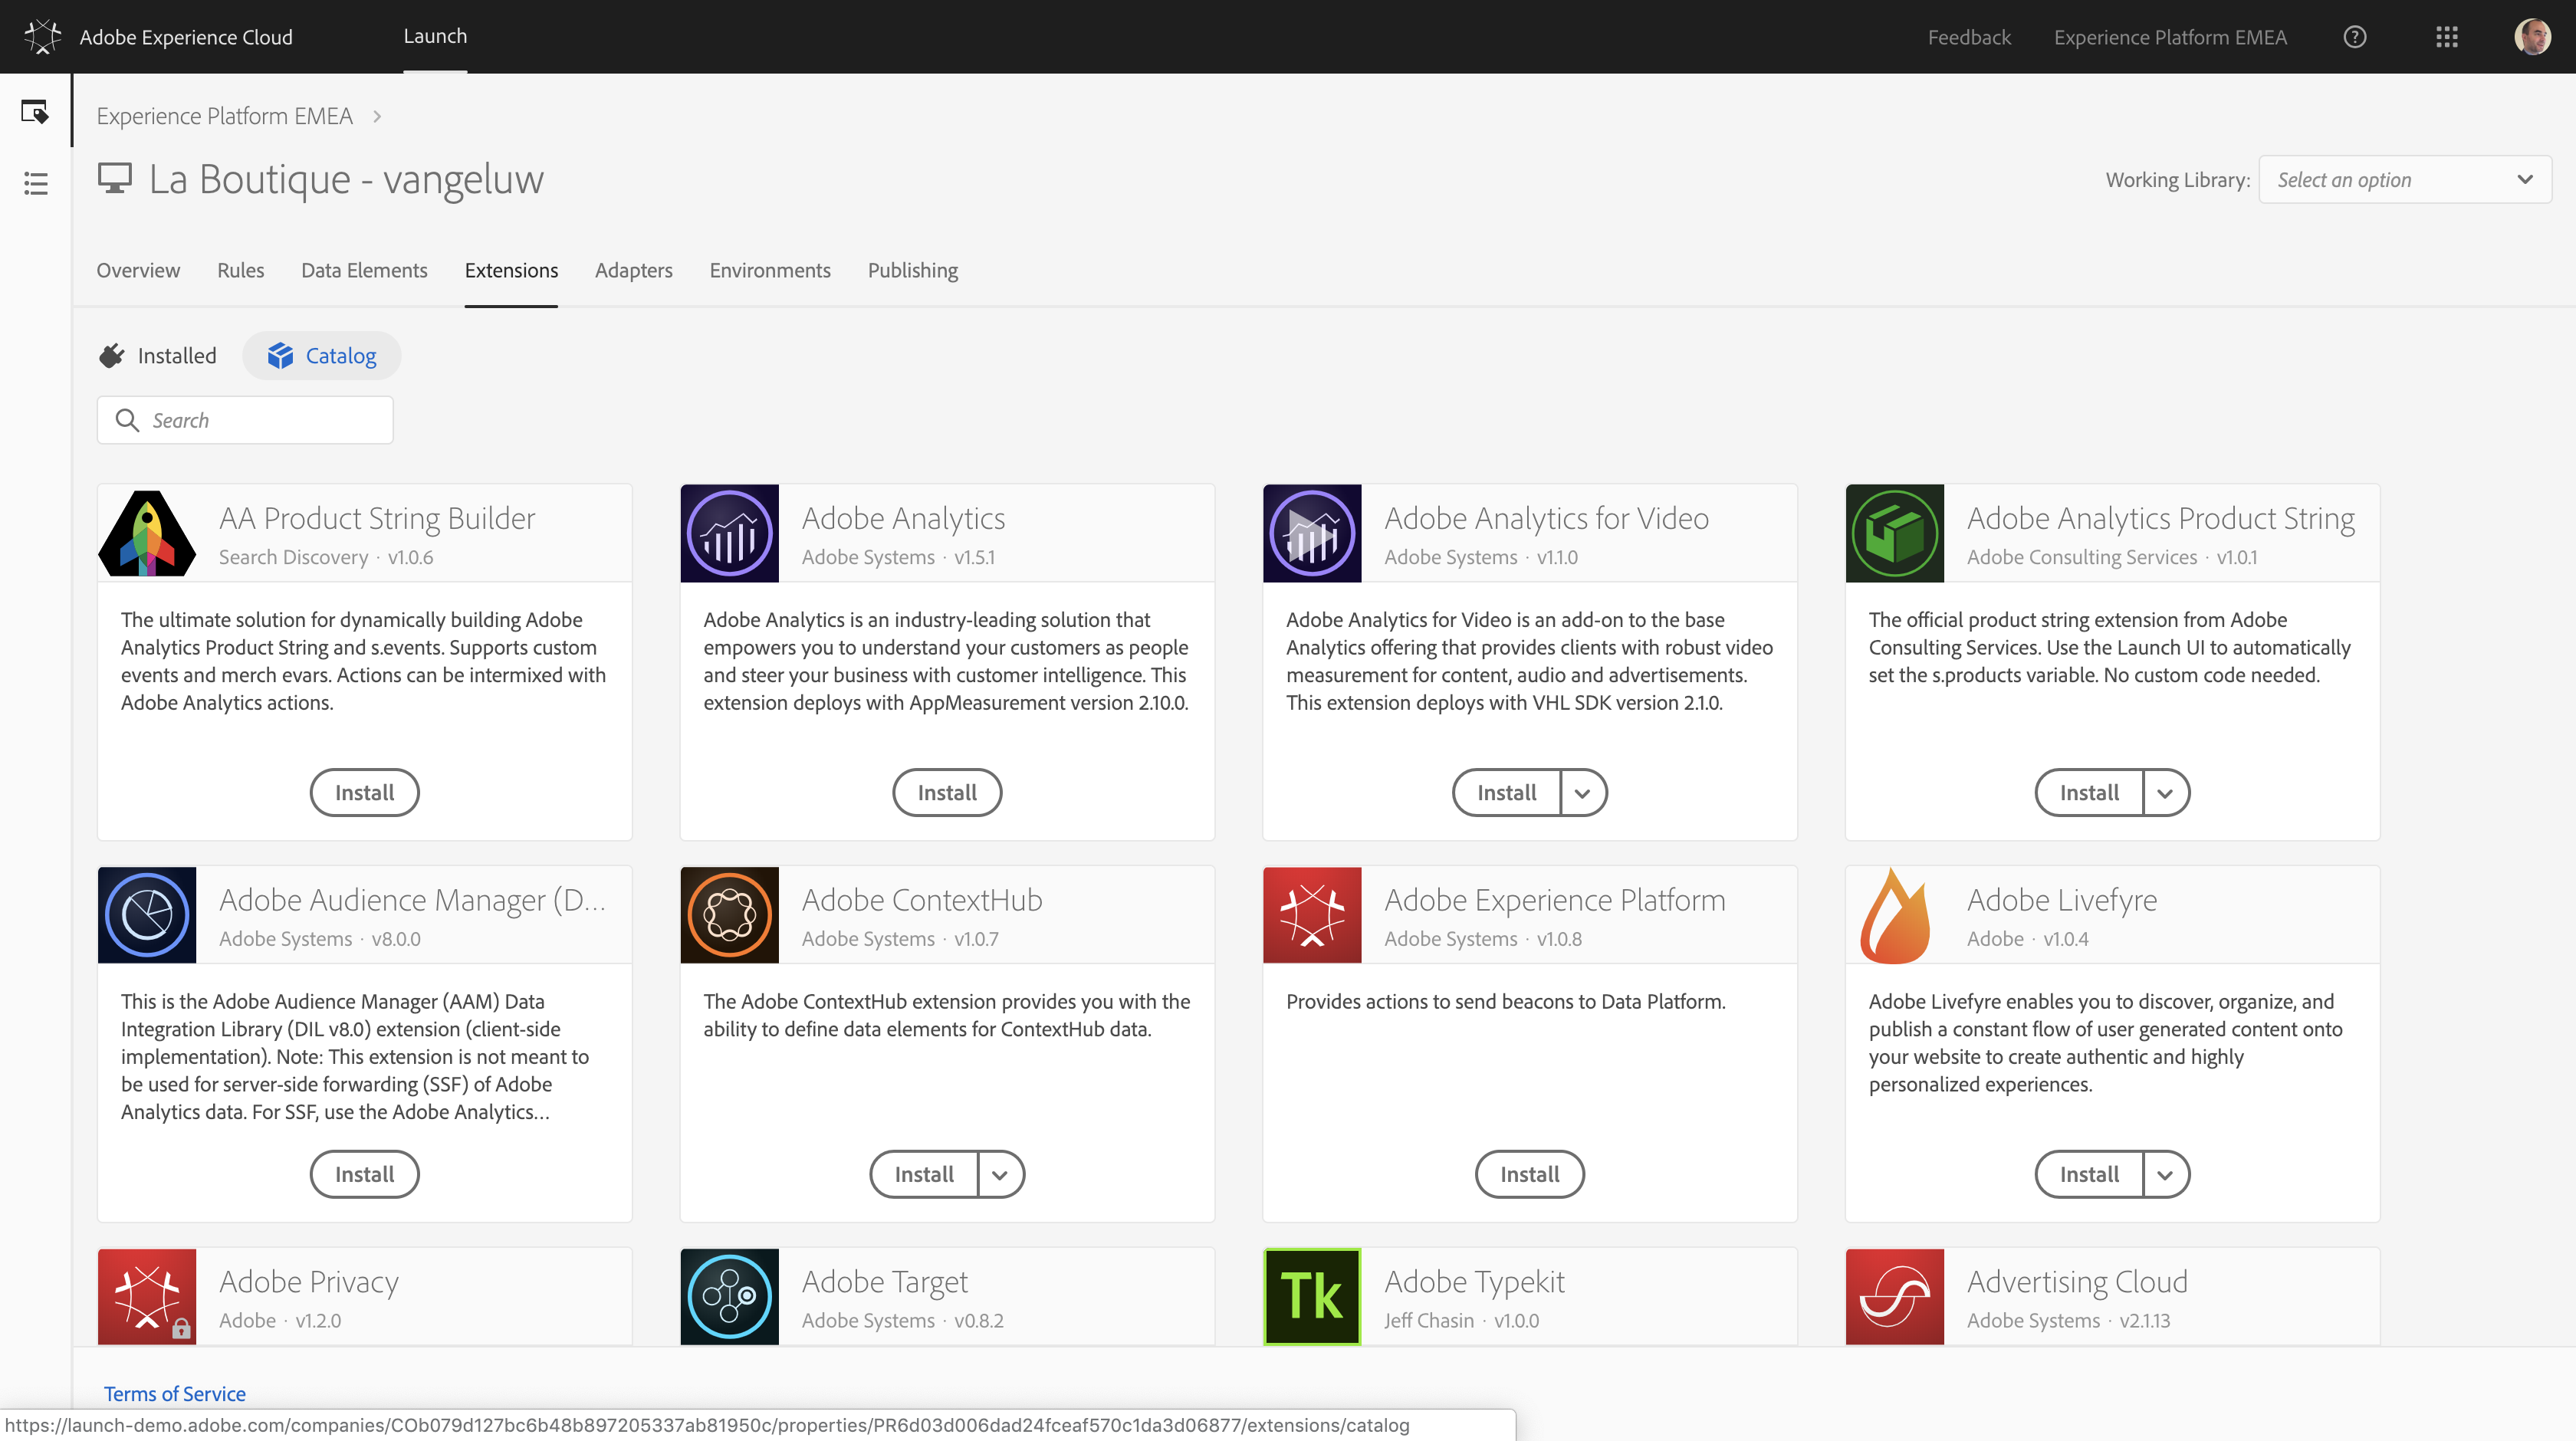 Adobe Experience Cloud
Launch
Feedback
Experience Platform EMEA
Experience Platform EMEA
La Boutique - vangeluw
Working Library:
Select an option
Overview
Rules
Data Elements
Extensions
Adapters
Environments
Publishing
Installed
Catalog
Search
AA Product String Builder
Search Discovery · v1.0.6
The ultimate solution for dynamically building Adobe
Analytics Product String and s.events. Supports custom
events and merch evars. Actions can be intermixed with
Adobe Analytics actions.
Install
Adobe Analytics
Adobe Systems · v1.5.1
Adobe Analytics is an industry-leading solution that
empowers you to understand your customers as people
and steer your business with customer intelligence. This
extension deploys with AppMeasurement version 2.10.0.
Install
Adobe Analytics for Video
Adobe Systems · v1.1.0
Adobe Analytics for Video is an add-on to the base
Analytics offering that provides clients with robust video
measurement for content, audio and advertisements.
This extension deploys with VHL SDK version 2.1.0.
Install
Adobe Analytics Product String
Adobe Consulting Services · v1.0.1
The official product string extension from Adobe
Consulting Services. Use the Launch UI to automatically
set the s.products variable. No custom code needed.
Install
Adobe Audience Manager (D...
Adobe Systems · v8.0.0
This is the Adobe Audience Manager (AAM) Data
Integration Library (DIL v8.0) extension (client-side
implementation). Note: This extension is not meant to
be used for server-side forwarding (SSF) of Adobe
Analytics data. For SSF, use the Adobe Analytics...
Install
Adobe ContextHub
Adobe Systems · v1.0.7
The Adobe ContextHub extension provides you with the
ability to define data elements for ContextHub data.
Install
Adobe Experience Platform
Adobe Systems · v1.0.8
Provides actions to send beacons to Data Platform.
Install
Adobe Livefyre
Adobe · v1.0.4
Adobe Livefyre enables you to discover, organize, and
publish a constant flow of user generated content onto
your website to create authentic and highly
personalized experiences.
Install
Adobe Privacy
Adobe · v1.2.0
Adobe Target
Adobe Systems · v0.8.2
Tk
Adobe Typekit
Jeff Chasin · v1.0.0
Advertising Cloud
Adobe Systems · v2.1.13
Terms of Service
https://launch-demo.adobe.com/companies/COb079d127bc6b48b897205337ab81950c/properties/PR6d03d006dad24fceaf570c1da3d06877/extensions/catalog